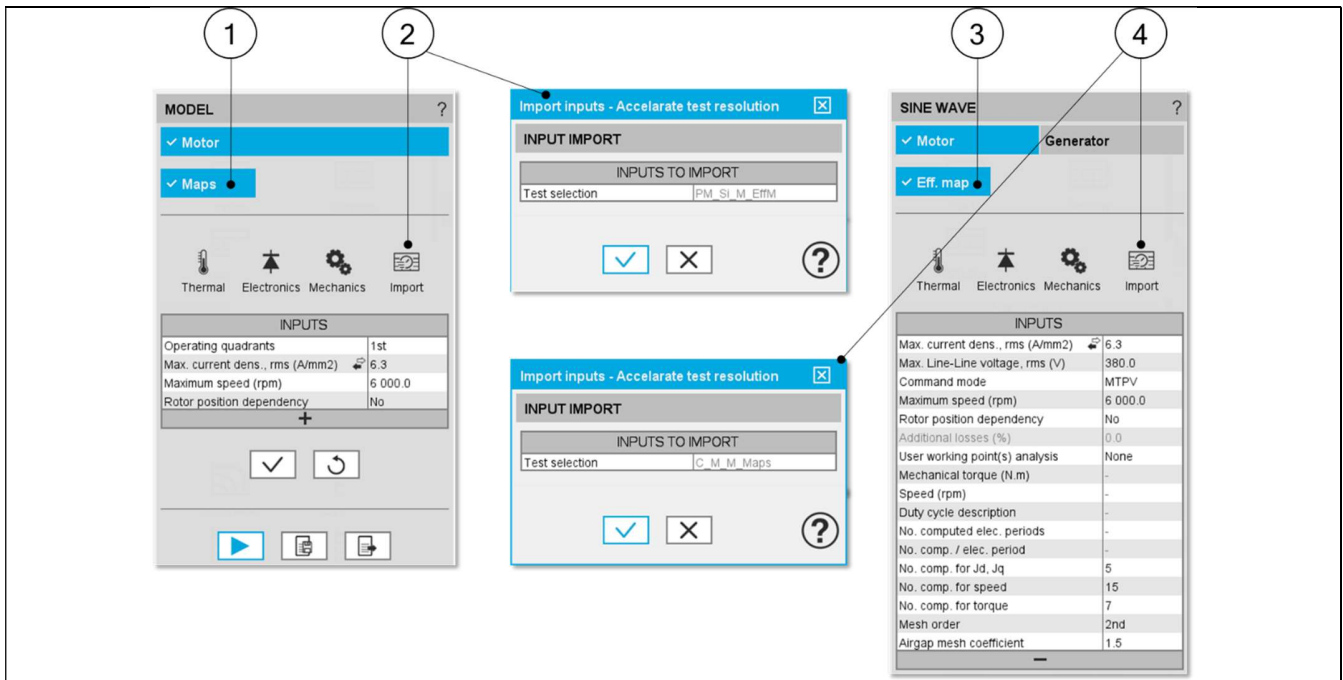 1
2
3
4
MODEL ?
Motor
Maps
Thermal Electronics Mechanics Import
INPUTS
Operating quadrants 1st
Max. current dens., rms (A/mm2) 6.3
Maximum speed (rpm) 6 000.0
Rotor position dependency No
+
Import inputs - Accelarate test resolution
INPUT IMPORT
INPUTS TO IMPORT
Test selection PM_Si_M_EffM
?
Import inputs - Accelarate test resolution
INPUT IMPORT
INPUTS TO IMPORT
Test selection C_M_M_Maps
?
SINE WAVE ?
Motor Generator
Eff. map
Thermal Electronics Mechanics Import
INPUTS
Max. current dens., rms (A/mm2) 6.3
Max. Line-Line voltage, rms (V) 380.0
Command mode MTPV
Maximum speed (rpm) 6 000.0
Rotor position dependency No
Additional losses (%) 0.0
User working point(s) analysis None
Mechanical torque (N.m) -
Speed (rpm) -
Duty cycle description -
No. computed elec. periods -
No. comp. / elec. period -
No. comp. for Jd, Jq 5
No. comp. for speed 15
No. comp. for torque 7
Mesh order 2nd
Airgap mesh coefficient 1.5
−